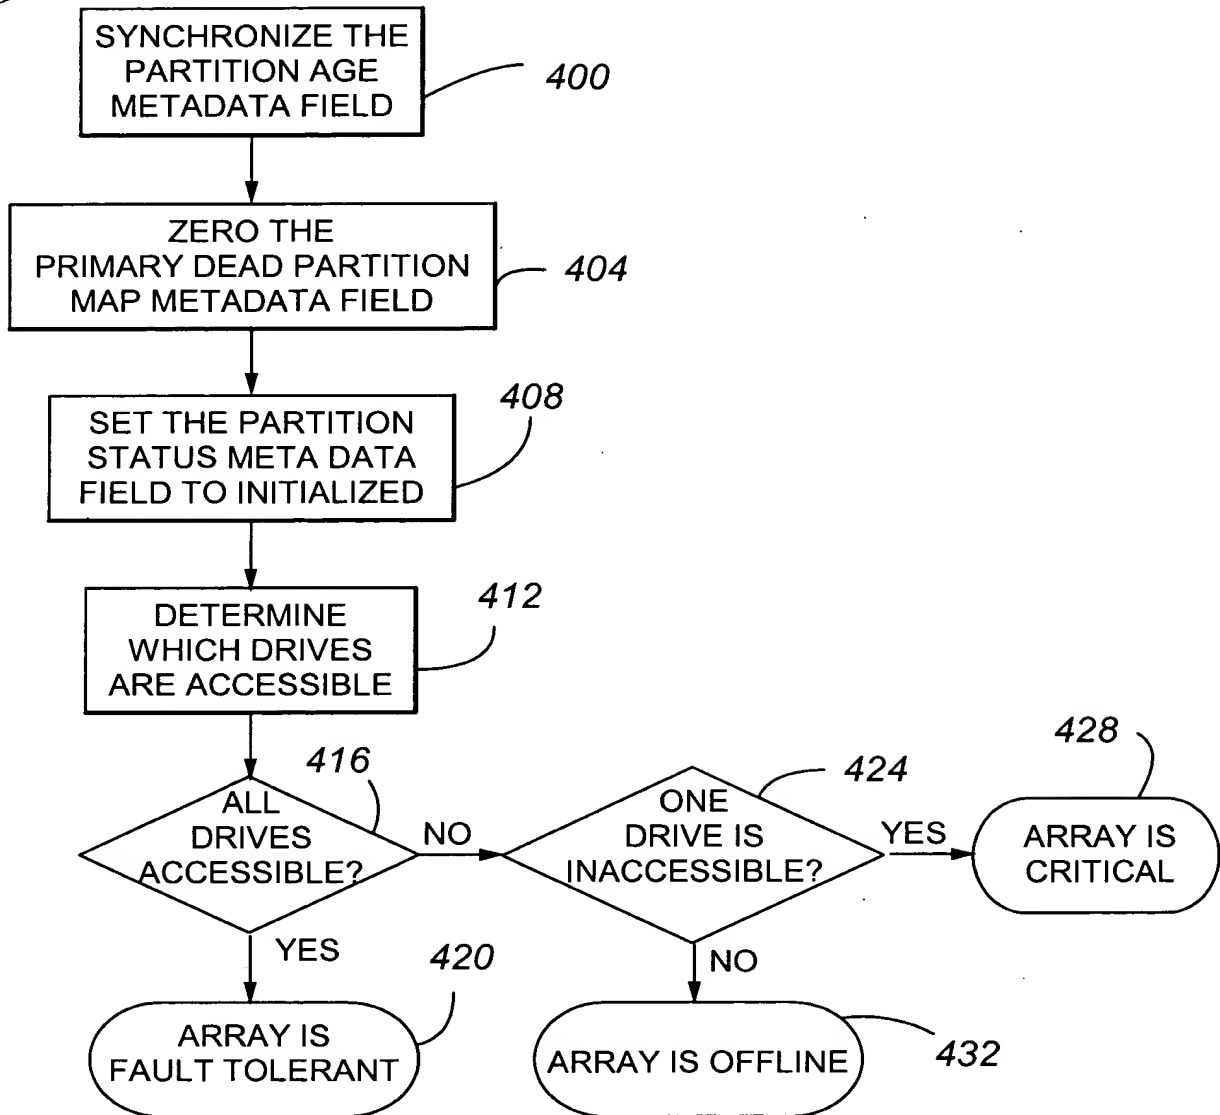 SYNCHRONIZE THE
PARTITION AGE
METADATA FIELD
400
ZERO THE
PRIMARY DEAD PARTITION
MAP METADATA FIELD
404
SET THE PARTITION
STATUS META DATA
FIELD TO INITIALIZED
408
DETERMINE
WHICH DRIVES
ARE ACCESSIBLE
412
ALL
DRIVES
ACCESSIBLE?
416
NO
ONE
DRIVE IS
INACCESSIBLE?
424
YES
ARRAY IS
CRITICAL
428
YES
ARRAY IS
FAULT TOLERANT
420
NO
ARRAY IS OFFLINE
432